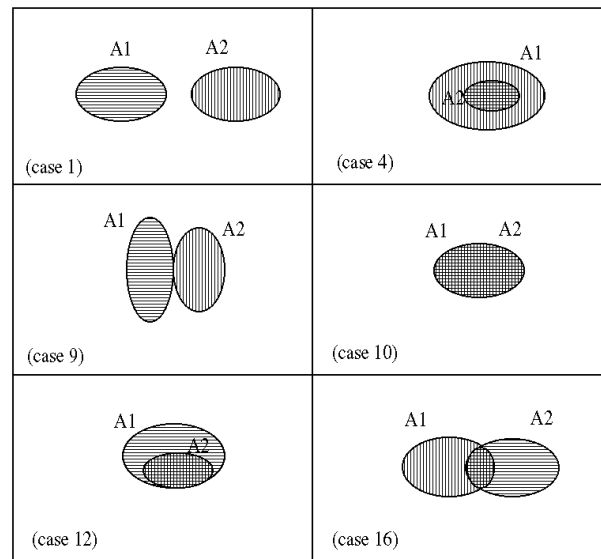 A1 A2
(case 1)
A1
A2
(case 4)
A1 A2
(case 9)
A1 A2
(case 10)
A1
A2
(case 12)
A1 A2
(case 16)